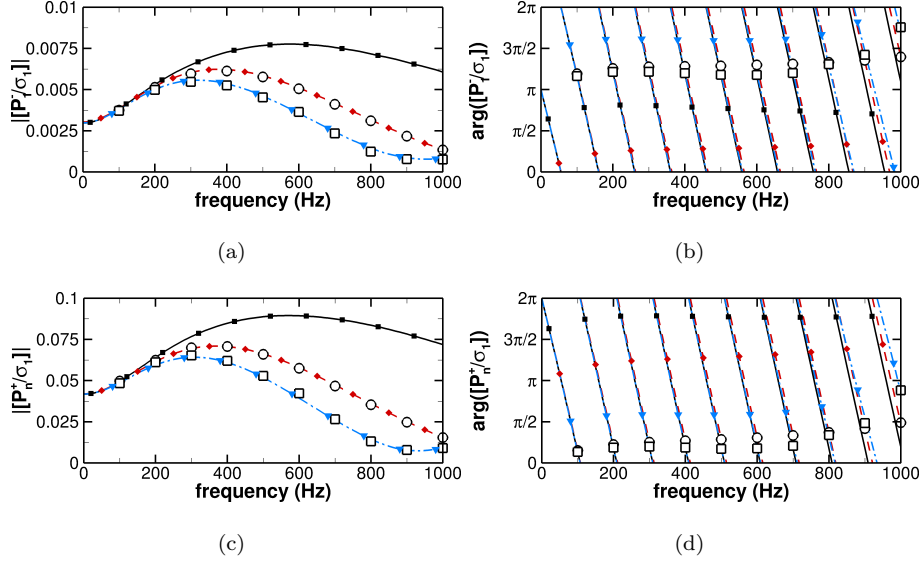 0.01
0.0075
0.005
0.0025
0
|[P₁⁻/σ₁]|
0 200 400 600 800 1000
frequency (Hz)
(a)
2π
3π/2
π
π/2
0
arg([P₁⁻/σ₁])
0 200 400 600 800 1000
frequency (Hz)
(b)
0.1
0.075
0.05
0.025
0
|[Pₙ⁺/σ₁]|
0 200 400 600 800 1000
frequency (Hz)
(c)
2π
3π/2
π
π/2
0
arg([Pₙ⁺/σ₁])
0 200 400 600 800 1000
frequency (Hz)
(d)